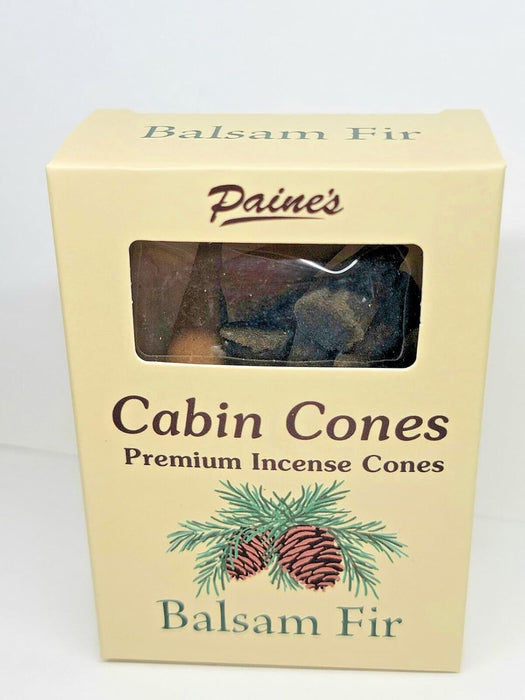 Balsam Fir
Paine's
Cabin Cones
Premium Incense Cones
Balsam Fir